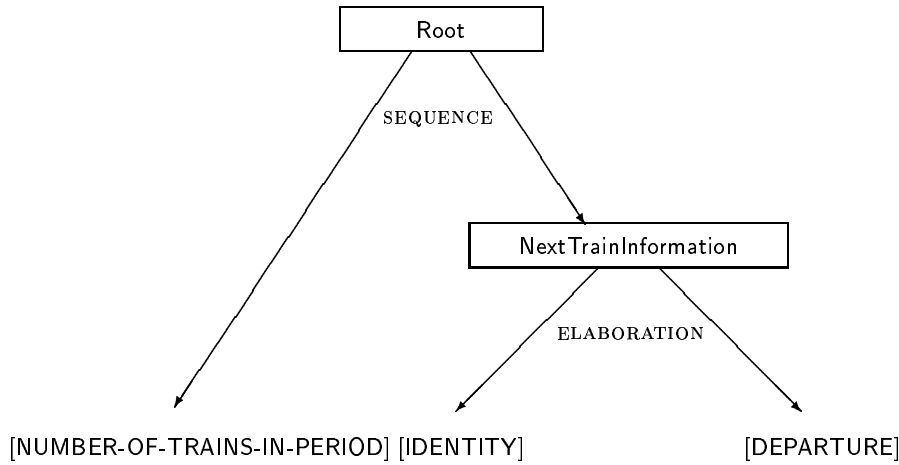 Root
SEQUENCE
NextTrainInformation
ELABORATION
[NUMBER-OF-TRAINS-IN-PERIOD] [IDENTITY] [DEPARTURE]